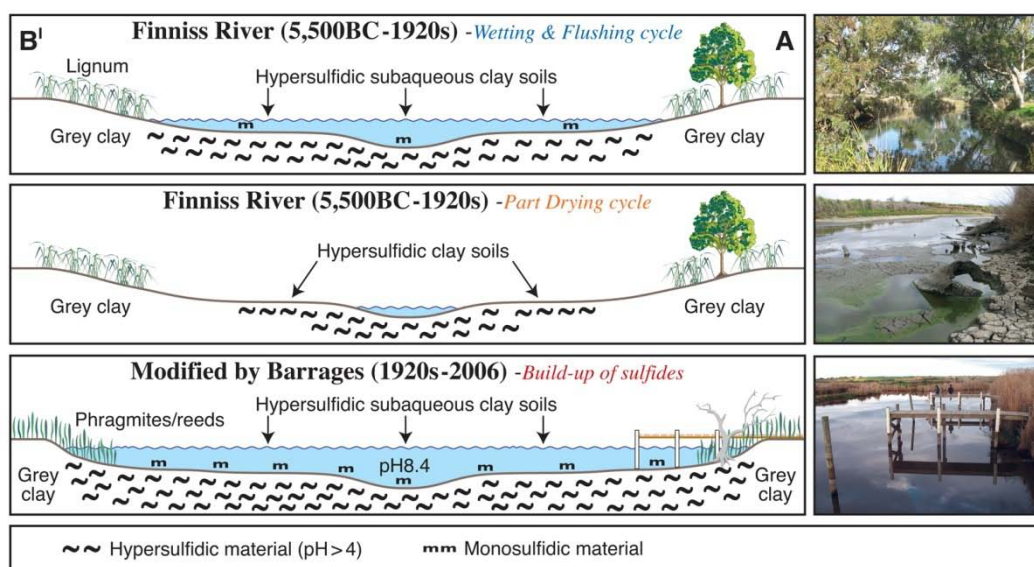 B' Finniss River (5,500BC-1920s) -Wetting & Flushing cycle A
Lignum
Hypersulfidic subaqueous clay soils
m m
Grey clay Grey clay
m
Finniss River (5,500BC-1920s) -Part Drying cycle
Hypersulfidic clay soils
Grey clay Grey clay
Modified by Barrages (1920s-2006) -Build-up of sulfides
Hypersulfidic subaqueous clay soils
Phragmites/reeds
m m m m pH8.4 m m m
m
Grey Grey
clay clay
~~ Hypersulfidic material (pH>4) mm Monosulfidic material